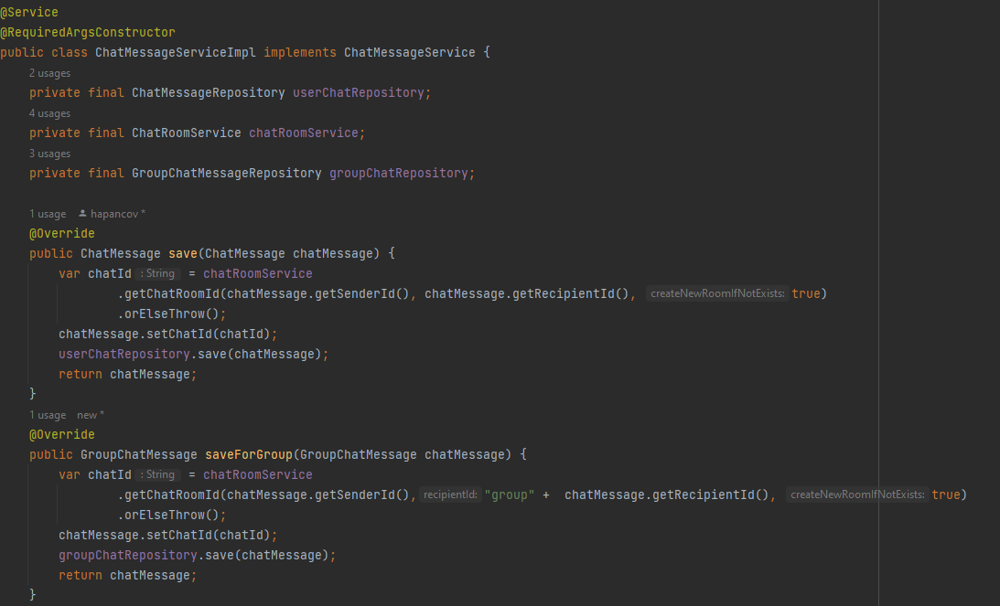 @Service
@RequiredArgsConstructor
public class ChatMessageServiceImpl implements ChatMessageService {
2 usages
private final ChatMessageRepository userChatRepository;
4 usages
private final ChatRoomService chatRoomService;
3 usages
private final GroupChatMessageRepository groupChatRepository;
1 usage hapancov *
@Override
public ChatMessage save(ChatMessage chatMessage) {
var chatId : String = chatRoomService
.getChatRoomId(chatMessage.getSenderId(), chatMessage.getRecipientId(), createNewRoomIfNotExists: true)
.orElseThrow();
chatMessage.setChatId(chatId);
userChatRepository.save(chatMessage);
return chatMessage;
}
1 usage new *
@Override
public GroupChatMessage saveForGroup(GroupChatMessage chatMessage) {
var chatId : String = chatRoomService
.getChatRoomId(chatMessage.getSenderId(), recipientId: "group" + chatMessage.getRecipientId(), createNewRoomIfNotExists: true)
.orElseThrow();
chatMessage.setChatId(chatId);
groupChatRepository.save(chatMessage);
return chatMessage;
}